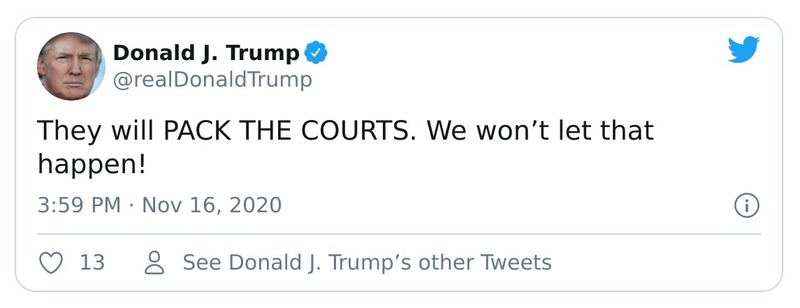 Donald J. Trump
@realDonaldTrump
They will PACK THE COURTS. We won’t let that
happen!
3:59 PM · Nov 16, 2020
13
See Donald J. Trump’s other Tweets